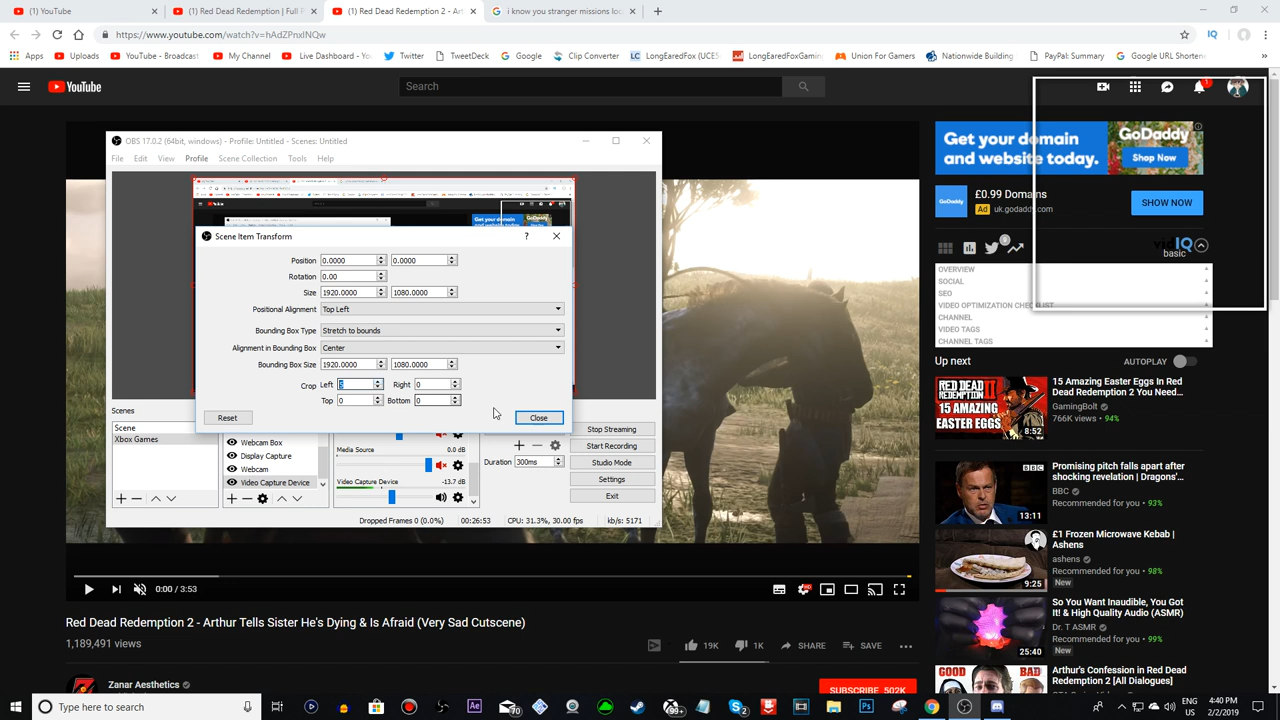 (1) YouTube
(1) Red Dead Redemption | Full P
(1) Red Dead Redemption 2 - Art
i know you stranger missions loc
https://www.youtube.com/watch?v=hAdZPnxINQw
Apps
Uploads
YouTube - Broadcast
My Channel
Live Dashboard - Yo
Twitter
TweetDeck
Google
Clip Converter
LongEaredFox (UCES
LongEaredFoxGaming
Union For Gamers
Nationwide Building
PayPal: Summary
Google URL Shorten
YouTube
Search
OBS 17.0.2 (64bit, windows) - Profile: Untitled - Scenes: Untitled
File Edit View Profile Scene Collection Tools Help
Scene Item Transform
Position 0.0000 0.0000
Rotation 0.00
Size 1920.0000 1080.0000
Positional Alignment Top Left
Bounding Box Type Stretch to bounds
Alignment in Bounding Box Center
Bounding Box Size 1920.0000 1080.0000
Crop Left Right 0
Top 0 Bottom 0
Reset Close
Scenes
Scene
Xbox Games
Webcam Box
Display Capture
Webcam
Video Capture Device
Media Source 0.0 dB
Video Capture Device -13.7 dB
Duration 300ms
Stop Streaming
Start Recording
Studio Mode
Settings
Exit
Dropped Frames 0 (0.0%) 00:26:53 CPU: 31.3%, 30.00 fps kb/s: 5171
0:00 / 3:53
Red Dead Redemption 2 - Arthur Tells Sister He's Dying & Is Afraid (Very Sad Cutscene)
1,189,491 views
19K 1K SHARE SAVE
Zanar Aesthetics
SUBSCRIBE 502K
Get your domain
and website today.
GoDaddy
Shop Now
£0.99 Domains
Ad uk.godaddy.com
SHOW NOW
vidIQ
basic
OVERVIEW
SOCIAL
SEO
VIDEO OPTIMIZATION CHECKLIST
CHANNEL
VIDEO TAGS
CHANNEL TAGS
Up next
AUTOPLAY
RED DEAD
REDEMPTION II
15 AMAZING
EASTER EGGS
8:52
15 Amazing Easter Eggs In Red
Dead Redemption 2 You Need...
GamingBolt
766K views • 94%
BBC
13:11
Promising pitch falls apart after
shocking revelation | Dragons'...
BBC
Recommended for you • 93%
9:25
£1 Frozen Microwave Kebab |
Ashens
ashens
Recommended for you • 98%
New
25:40
So You Want Inaudible, You Got
It! & High Quality Audio (ASMR)
Dr. T ASMR
Recommended for you • 99%
New
GOOD BAD
Arthur's Confession in Red Dead
Redemption 2 [All Dialogues]
Type here to search
70
99+
2
ENG
US
4:40 PM
2/2/2019